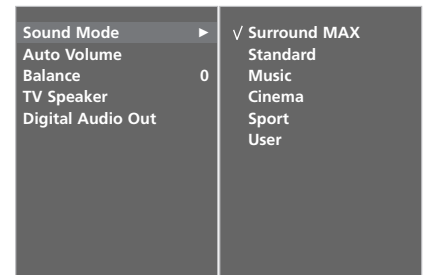 Sound Mode ►
Auto Volume
Balance 0
TV Speaker
Digital Audio Out
√ Surround MAX
Standard
Music
Cinema
Sport
User